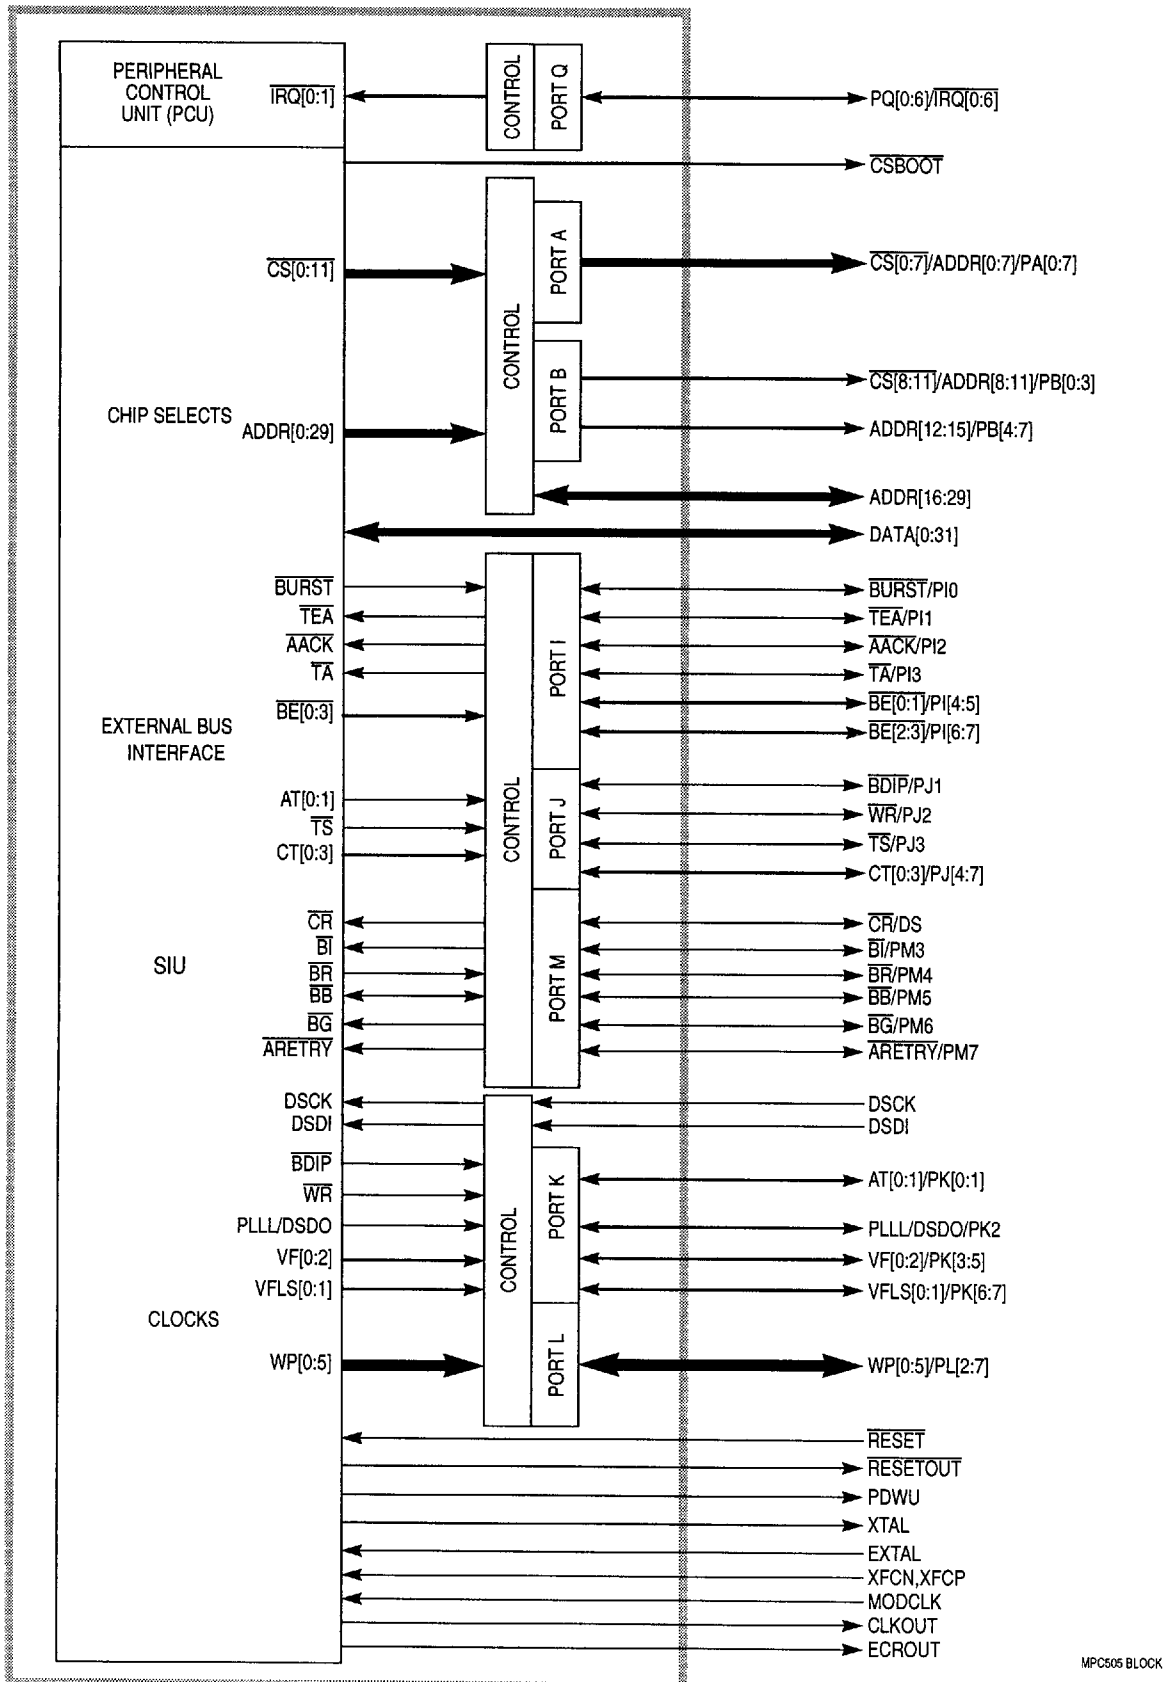 PERIPHERAL
CONTROL
UNIT (PCU)
IRQ[0:1]
CONTROL
PORT Q
PQ[0:6]/IRQ[0:6]
CSBOOT
CS[0:11]
CONTROL
PORT A
CS[0:7]/ADDR[0:7]/PA[0:7]
PORT B
CS[8:11]/ADDR[8:11]/PB[0:3]
CHIP SELECTS
ADDR[0:29]
ADDR[12:15]/PB[4:7]
ADDR[16:29]
DATA[0:31]
BURST
TEA
AACK
TA
BE[0:3]
EXTERNAL BUS
INTERFACE
AT[0:1]
TS
CT[0:3]
CR
BI
BR
BB
BG
ARETRY
SIU
CONTROL
PORT I
PORT J
PORT M
BURST/PI0
TEA/PI1
AACK/PI2
TA/PI3
BE[0:1]/PI[4:5]
BE[2:3]/PI[6:7]
BDIP/PJ1
WR/PJ2
TS/PJ3
CT[0:3]/PJ[4:7]
CR/DS
BI/PM3
BR/PM4
BB/PM5
BG/PM6
ARETRY/PM7
DSCK
DSDI
BDIP
WR
PLLL/DSDO
VF[0:2]
VFLS[0:1]
CLOCKS
WP[0:5]
CONTROL
PORT K
PORT L
DSCK
DSDI
AT[0:1]/PK[0:1]
PLLL/DSDO/PK2
VF[0:2]/PK[3:5]
VFLS[0:1]/PK[6:7]
WP[0:5]/PL[2:7]
RESET
RESETOUT
PDWU
XTAL
EXTAL
XFCN,XFCP
MODCLK
CLKOUT
ECROUT
MPC505 BLOCK